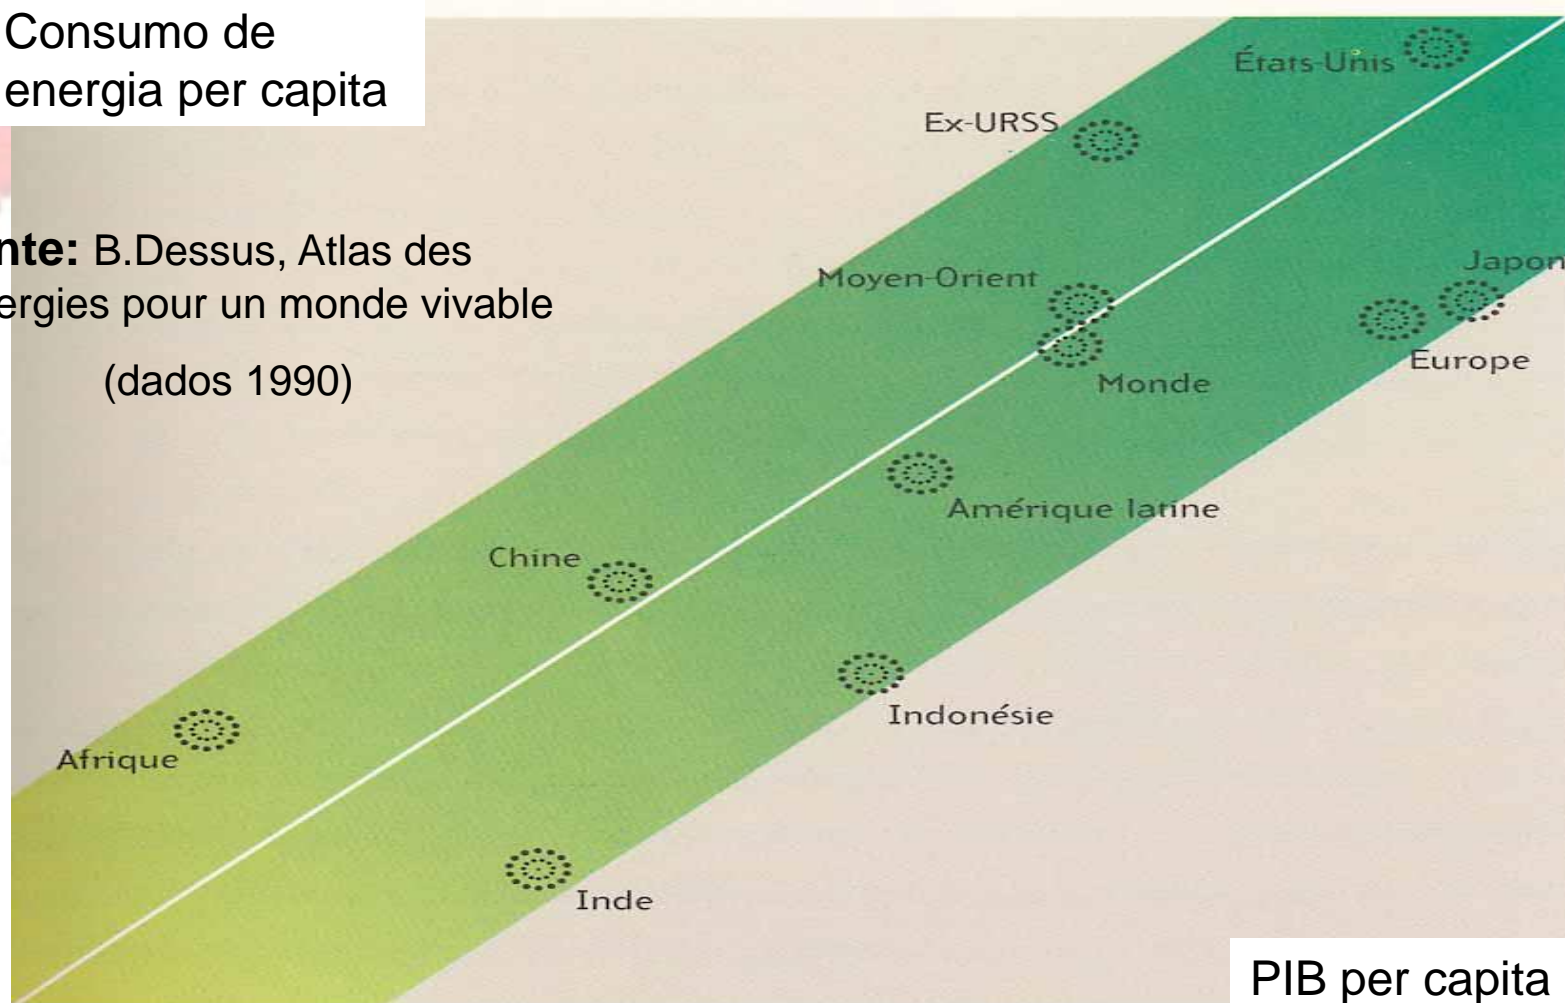 Consumo de
energia per capita
États-Unis
Ex-URSS
nte: B.Dessus, Atlas des
ergies pour un monde vivable
(dados 1990)
Moyen-Orient
Japon
Europe
Monde
Amérique latine
Chine
Indonésie
Afrique
Inde
PIB per capita